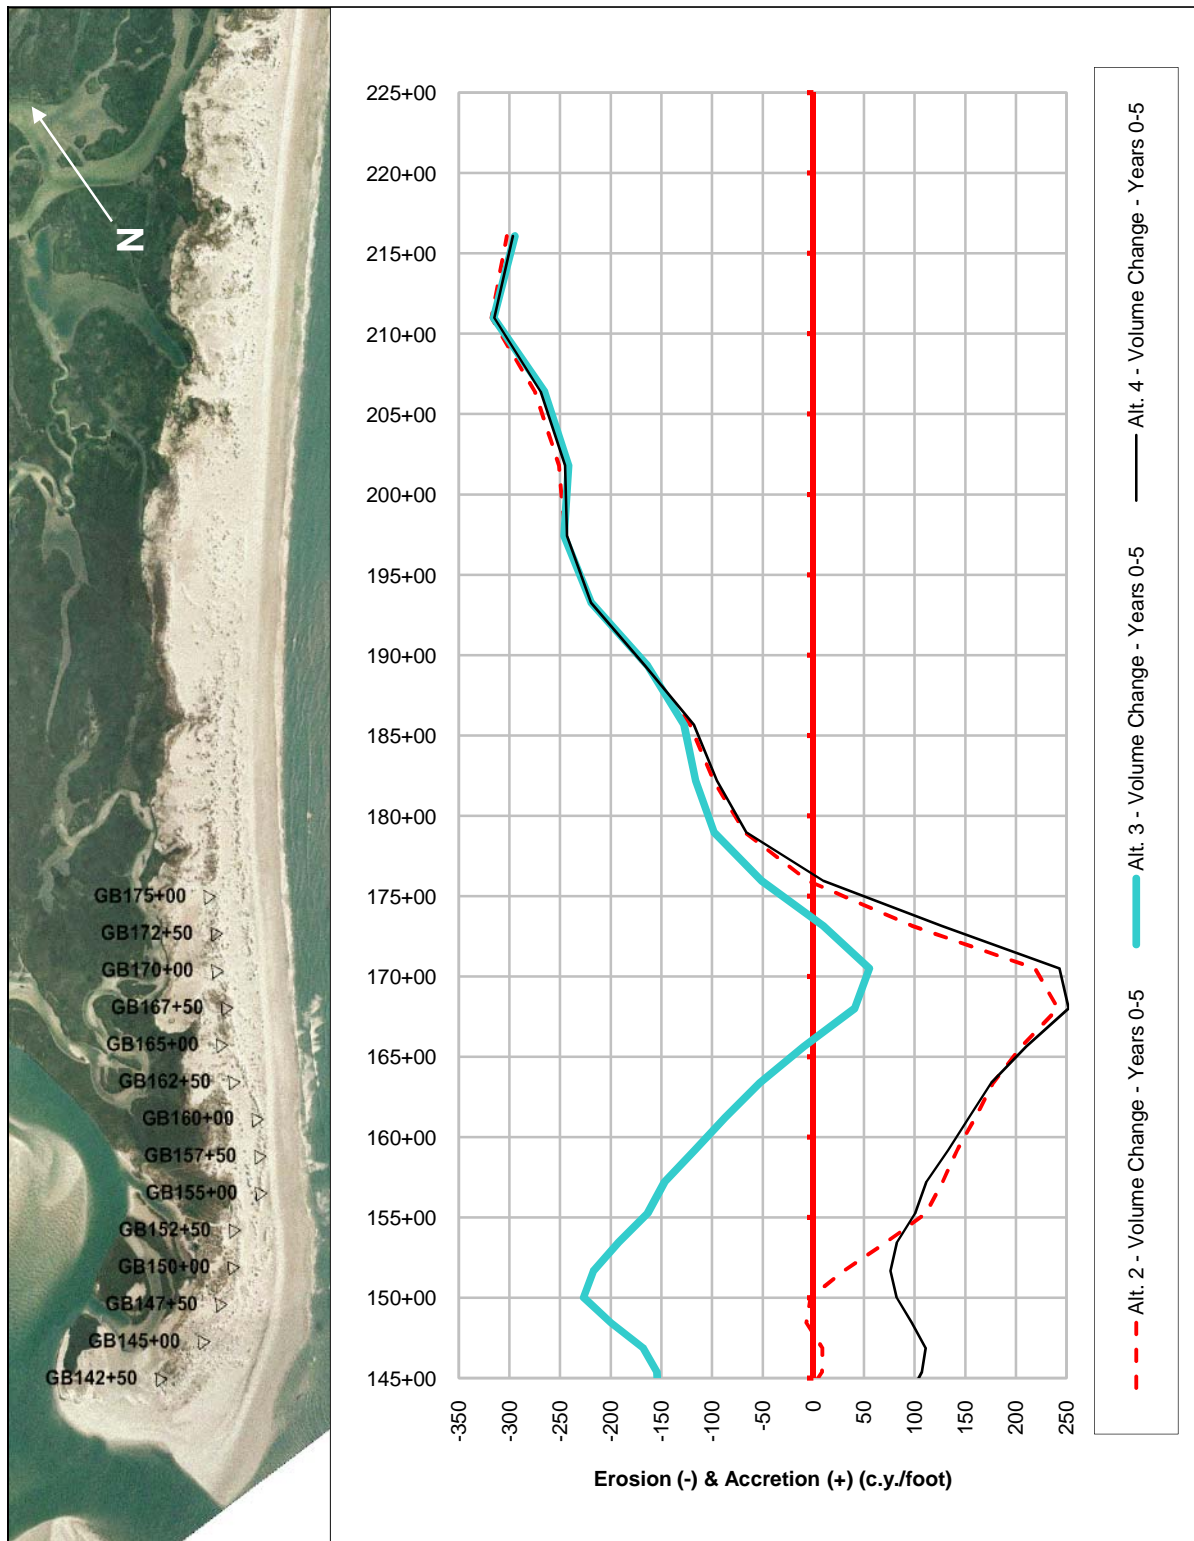 N
GB175+00
GB172+50
GB170+00
GB167+50
GB165+00
GB162+50
GB160+00
GB157+50
GB155+00
GB152+50
GB150+00
GB147+50
GB145+00
GB142+50
225+00
220+00
215+00
210+00
205+00
200+00
195+00
190+00
185+00
180+00
175+00
170+00
165+00
160+00
155+00
150+00
145+00
-350
-300
-250
-200
-150
-100
-50
0
50
100
150
200
250
Erosion (-) & Accretion (+) (c.y./foot)
Alt. 2 - Volume Change - Years 0-5
Alt. 3 - Volume Change - Years 0-5
Alt. 4 - Volume Change - Years 0-5